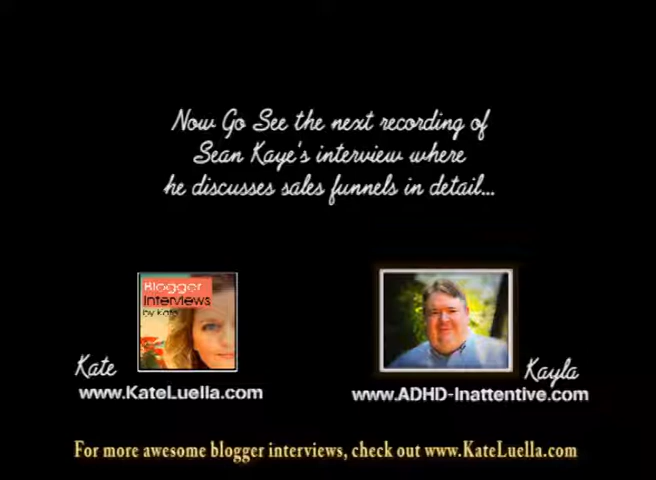 Now Go See the next recording of
Sean Kaye's interview where
he discusses sales funnels in detail...
Blogger
Interviews
by Kate
Kate
www.KateLuella.com
Kayla
www.ADHD-Inattentive.com
For more awesome blogger interviews, check out www.KateLuella.com